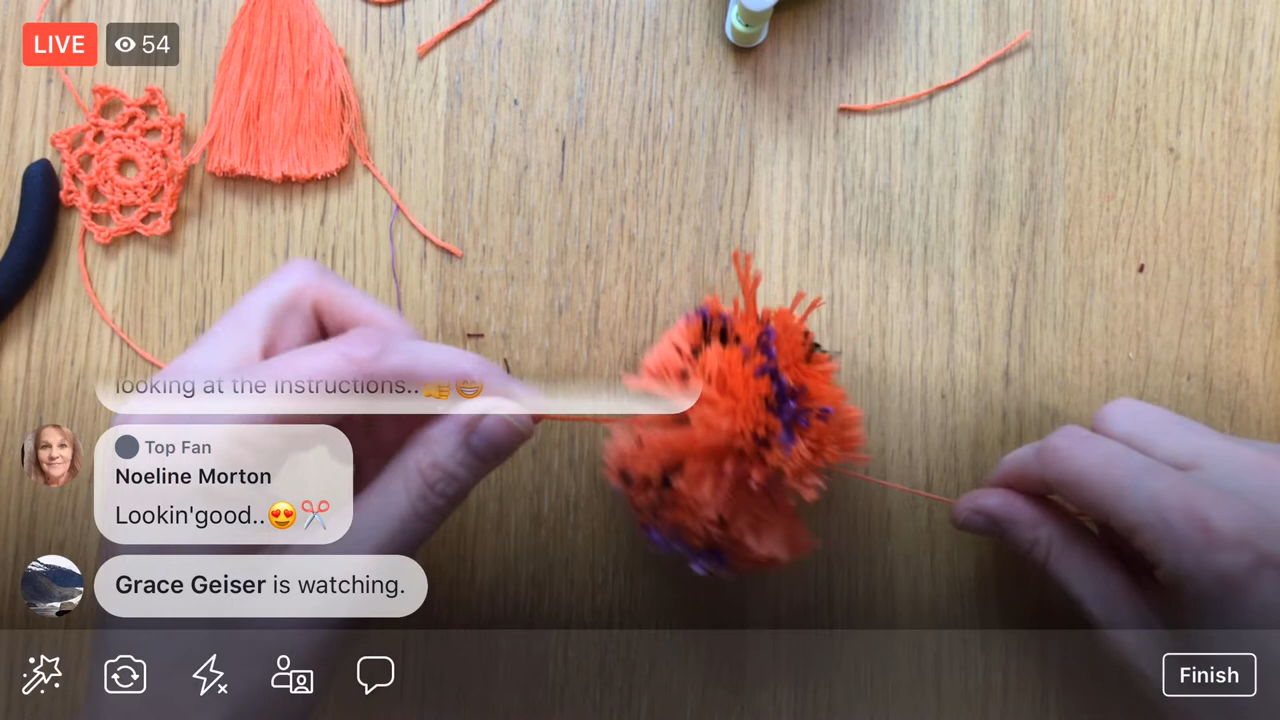 LIVE 54
looking at the instructions..👍😄
Top Fan
Noeline Morton
Lookin'good..😍✂️
Grace Geiser is watching.
Finish